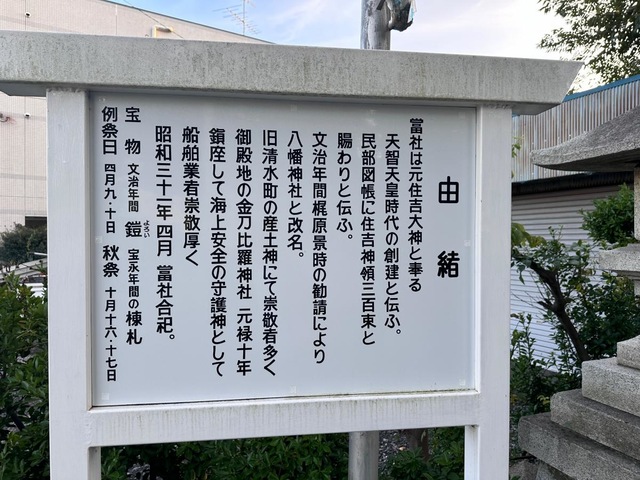 由緒
當社は元住吉大神と奉る
天智天皇時代の創建と伝ふ。
民部図帳に住吉神領三百束と
賜わりと伝ふ。
文治年間梶原景時の勧請により
八幡神社と改名。
旧清水町の産土神にて崇敬者多く
御殿地の金刀比羅神社 元禄十年
鎮座して海上安全の守護神として
船舶業者崇敬厚く
昭和三十一年四月 當社合祀。
宝物 文治年間 鎧 よろい 宝永年間の棟札
例祭日 四月九・十日 秋祭 十月十六・十七日